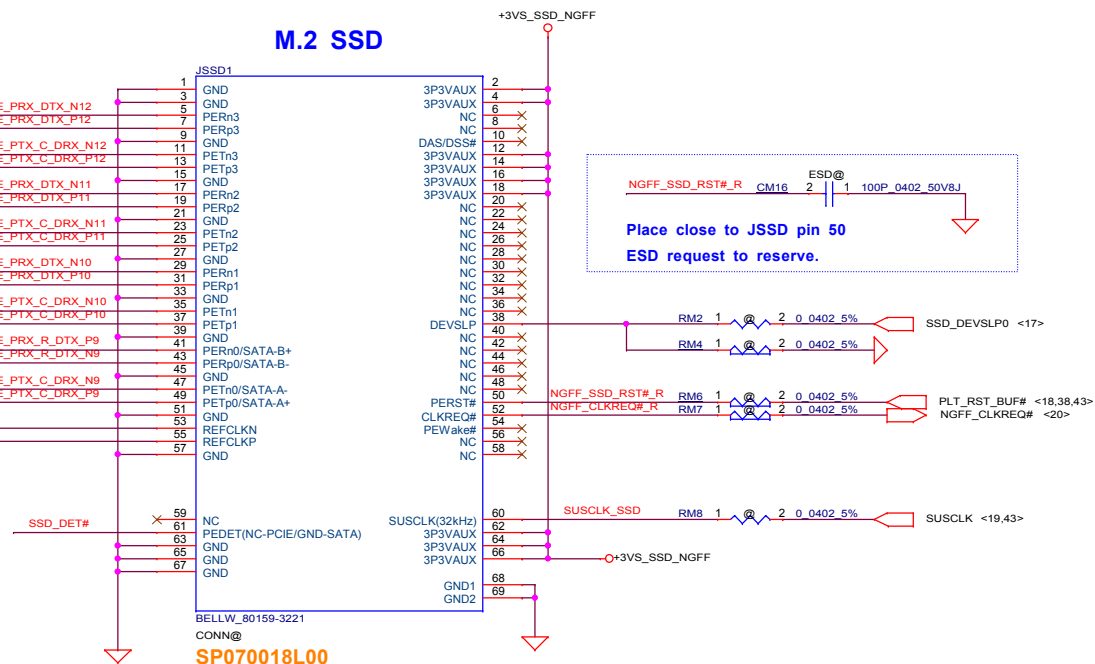 +3VS_SSD_NGFF
M.2 SSD
JSSD1
1 GND 3P3VAUX 2
3 GND 3P3VAUX 4
E_PRX_DTX_N12 5 PERn3 NC 6
E_PRX_DTX_P12 7 PERp3 NC 8
9 GND DAS/DSS# 10
E_PTX_C_DRX_N12 11 PETn3 3P3VAUX 12
E_PTX_C_DRX_P12 13 PETp3 3P3VAUX 14
15 GND 3P3VAUX 16
E_PRX_DTX_N11 17 PERn2 3P3VAUX 18
E_PRX_DTX_P11 19 PERp2 NC 20
21 GND NC 22
E_PTX_C_DRX_N11 23 PETn2 NC 24
E_PTX_C_DRX_P11 25 PETp2 NC 26
27 GND NC 28
E_PRX_DTX_N10 29 PERn1 NC 30
E_PRX_DTX_P10 31 PERp1 NC 32
33 GND NC 34
E_PTX_C_DRX_N10 35 PETn1 NC 36
E_PTX_C_DRX_P10 37 PETp1 DEVSLP 38
39 GND NC 40
E_PRX_R_DTX_P9 41 PERn0/SATA-B+ NC 42
E_PRX_R_DTX_N9 43 PERp0/SATA-B- NC 44
45 GND NC 46
E_PTX_C_DRX_N9 47 PETn0/SATA-A- NC 48
E_PTX_C_DRX_P9 49 PETp0/SATA-A+ PERST# 50
51 GND CLKREQ# 52
53 REFCLKN PEWake# 54
55 REFCLKP NC 56
57 GND NC 58
59 NC SUSCLK(32kHz) 60
SSD_DET# 61 PEDET(NC-PCIE/GND-SATA) 3P3VAUX 62
63 GND 3P3VAUX 64
65 GND 3P3VAUX 66
67 GND
GND1 68
GND2 69
BELLW_80159-3221
CONN@
SP070018L00
ESD@
NGFF_SSD_RST#_R CM16 2 1 100P_0402_50V8J
Place close to JSSD pin 50
ESD request to reserve.
RM2 1 @ 2 0_0402_5% SSD_DEVSLP0 <17>
RM4 1 @ 2 0_0402_5%
NGFF_SSD_RST#_R RM6 1 @ 2 0_0402_5% PLT_RST_BUF# <18,38,43>
NGFF_CLKREQ#_R RM7 1 @ 2 0_0402_5% NGFF_CLKREQ# <20>
SUSCLK_SSD RM8 1 @ 2 0_0402_5% SUSCLK <19,43>
+3VS_SSD_NGFF